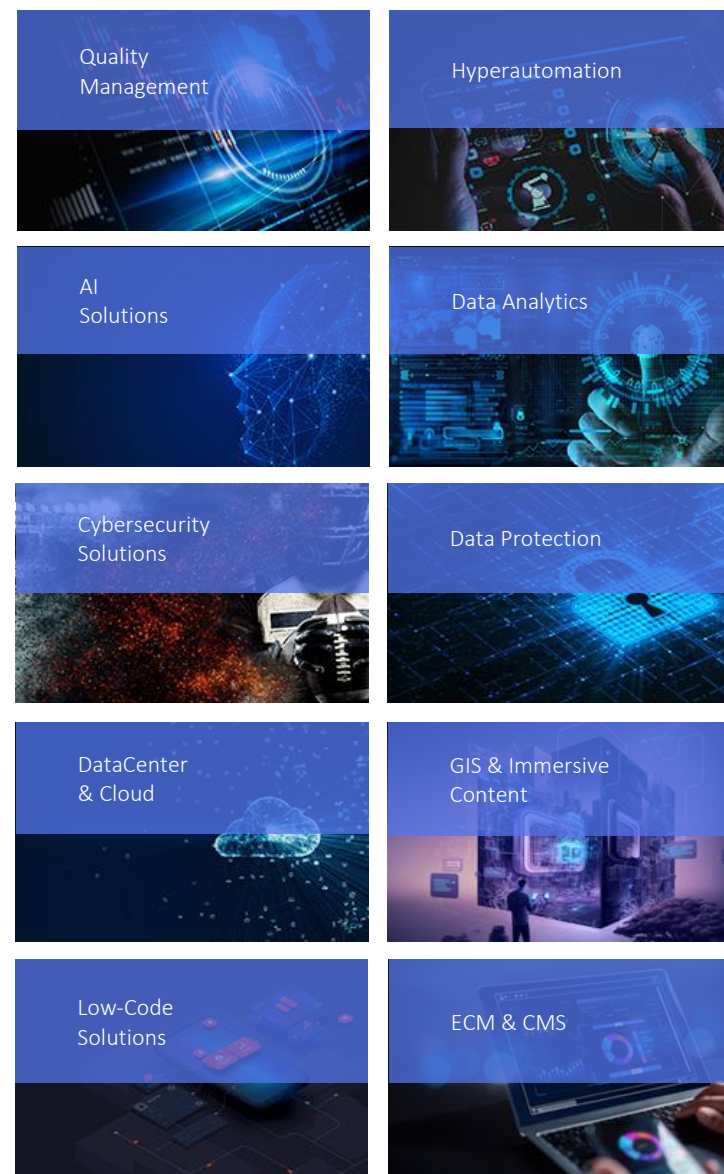 Quality
Management
Hyperautomation
AI
Solutions
Data Analytics
Cybersecurity
Solutions
Data Protection
DataCenter
& Cloud
GIS & Immersive
Content
Low-Code
Solutions
ECM & CMS